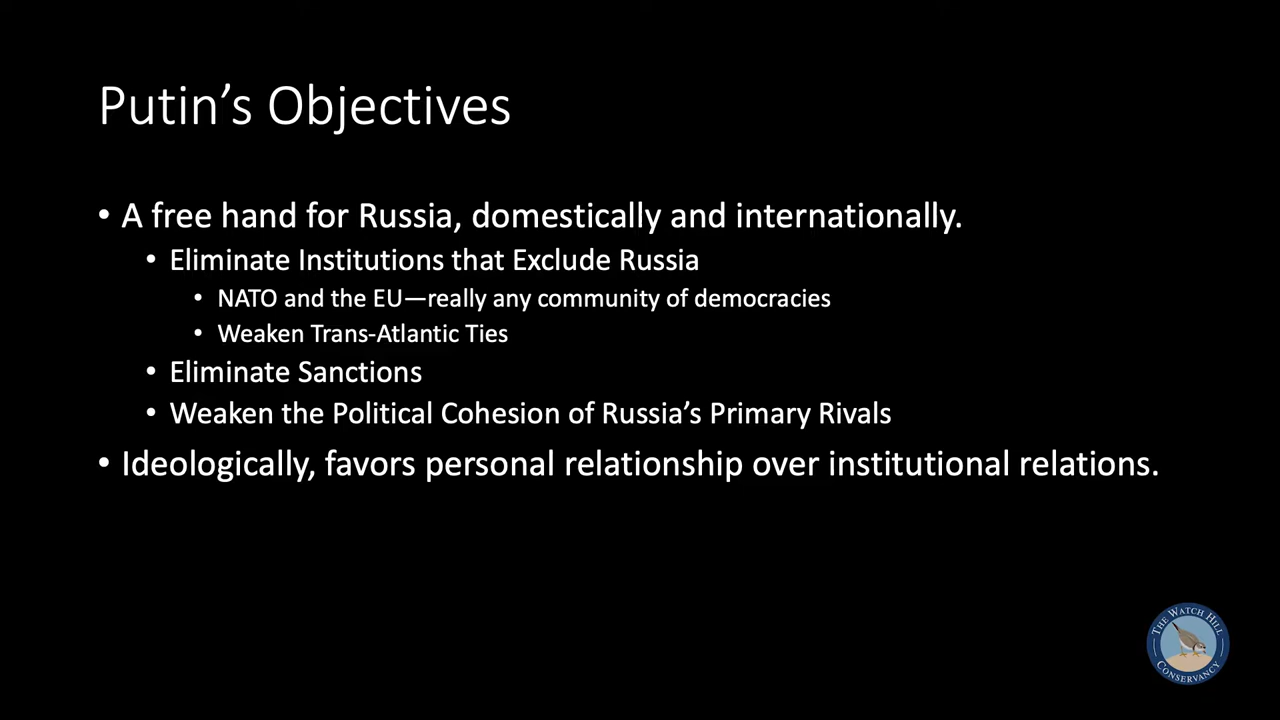 Putin’s Objectives
• A free hand for Russia, domestically and internationally.
• Eliminate Institutions that Exclude Russia
• NATO and the EU—really any community of democracies
• Weaken Trans-Atlantic Ties
• Eliminate Sanctions
• Weaken the Political Cohesion of Russia’s Primary Rivals
• Ideologically, favors personal relationship over institutional relations.
THE WATCH HILL
CONSERVANCY